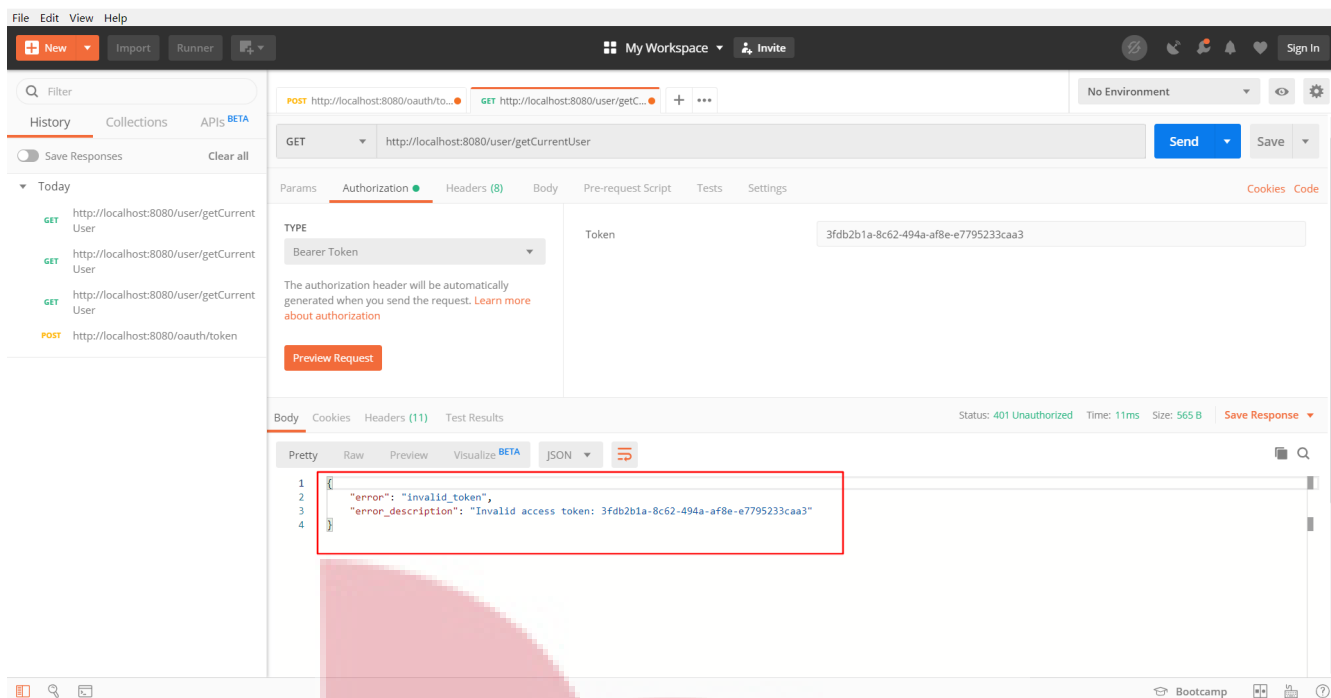 File Edit View Help
New Import Runner My Workspace Invite Sign In
Filter
History Collections APIs BETA
Save Responses Clear all
Today
GET http://localhost:8080/user/getCurrent
User
GET http://localhost:8080/user/getCurrent
User
GET http://localhost:8080/user/getCurrent
User
POST http://localhost:8080/oauth/token
POST http://localhost:8080/oauth/to... GET http://localhost:8080/user/getC... + ...
No Environment
GET http://localhost:8080/user/getCurrentUser Send Save
Params Authorization Headers (8) Body Pre-request Script Tests Settings Cookies Code
TYPE
Bearer Token
The authorization header will be automatically
generated when you send the request. Learn more
about authorization
Preview Request
Token 3fdb2b1a-8c62-494a-af8e-e7795233caa3
Body Cookies Headers (11) Test Results Status: 401 Unauthorized Time: 11ms Size: 565 B Save Response
Pretty Raw Preview Visualize BETA JSON
1 {
2 "error": "invalid_token",
3 "error_description": "Invalid access token: 3fdb2b1a-8c62-494a-af8e-e7795233caa3"
4 }
Bootcamp